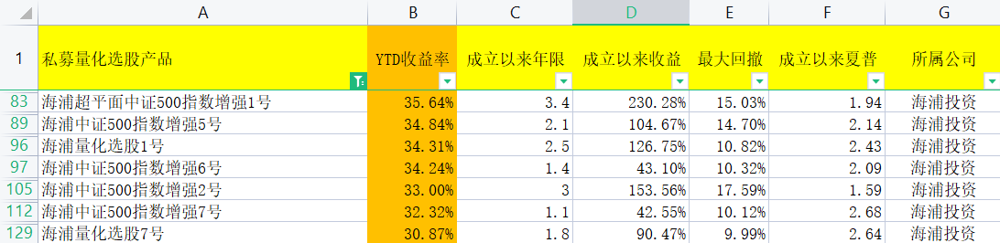 A B C D E F G
1 私募量化选股产品 YTD收益率 成立以来年限 成立以来收益 最大回撤 成立以来夏普 所属公司
83 海浦超平面中证500指数增强1号 35.64% 3.4 230.28% 15.03% 1.94 海浦投资
89 海浦中证500指数增强5号 34.84% 2.1 104.67% 14.70% 2.14 海浦投资
96 海浦量化选股1号 34.31% 2.5 126.75% 10.82% 2.43 海浦投资
97 海浦中证500指数增强6号 34.24% 1.4 43.10% 10.32% 2.09 海浦投资
105 海浦中证500指数增强2号 33.00% 3 153.56% 17.59% 1.59 海浦投资
112 海浦中证500指数增强7号 32.32% 1.1 42.55% 10.12% 2.68 海浦投资
129 海浦量化选股7号 30.87% 1.8 90.47% 9.99% 2.64 海浦投资